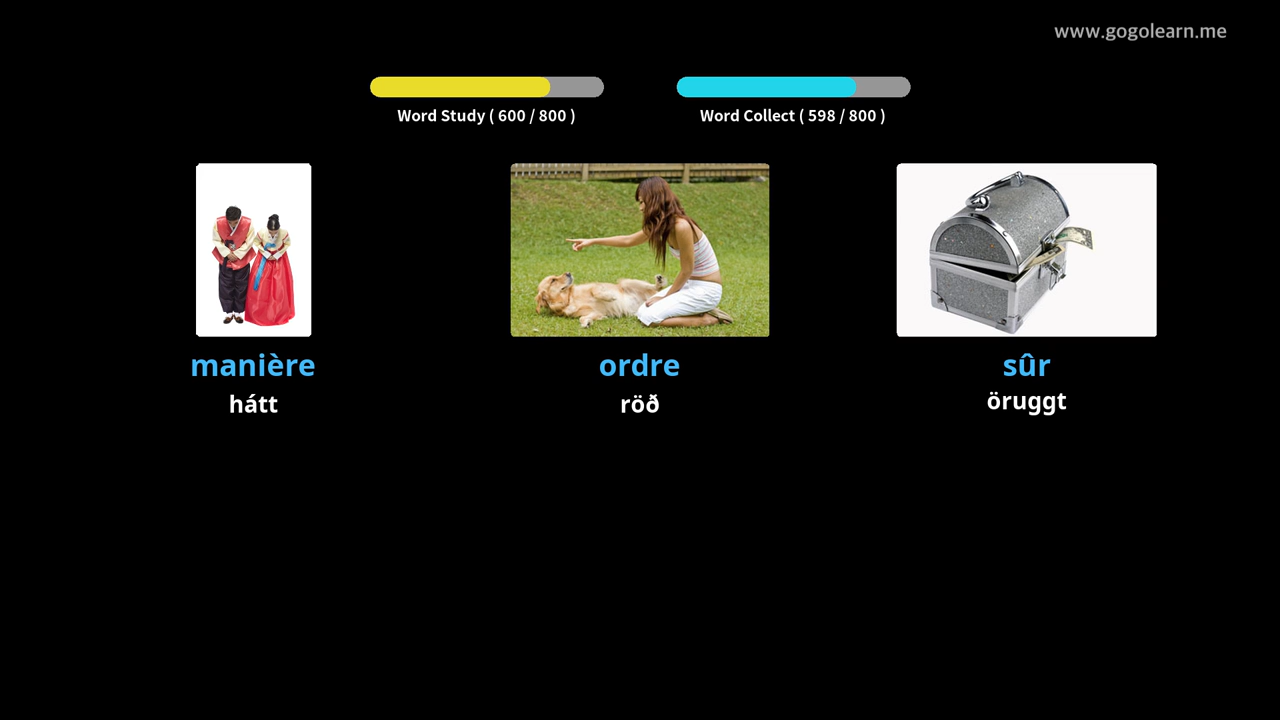 www.gogolearn.me
Word Study ( 600 / 800 )
Word Collect ( 598 / 800 )
manière
hátt
ordre
röð
sûr
öruggt